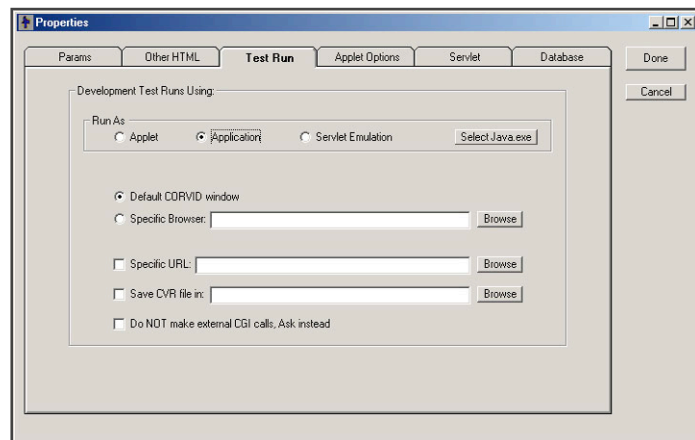 Properties
Params Other HTML Test Run Applet Options Servlet Database Done
Cancel
Development Test Runs Using:
Run As
Applet Application Servlet Emulation Select Java.exe
Default CORVID window
Specific Browser: Browse
Specific URL: Browse
Save CVR file in: Browse
Do NOT make external CGI calls, Ask instead